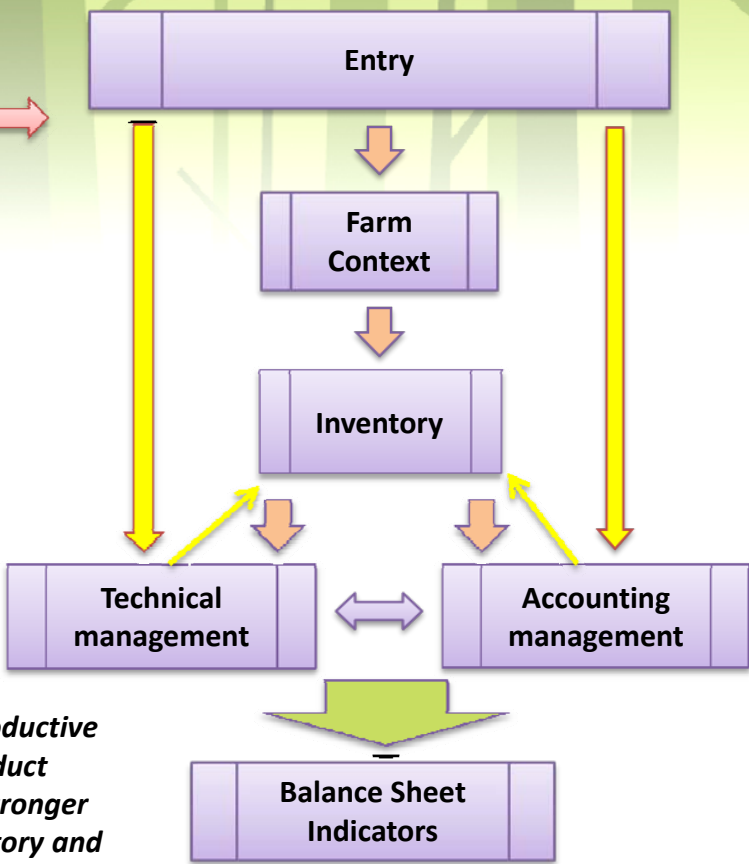 Entry
Farm
Context
Inventory
Technical
management
Accounting
management
Balance Sheet
Indicators